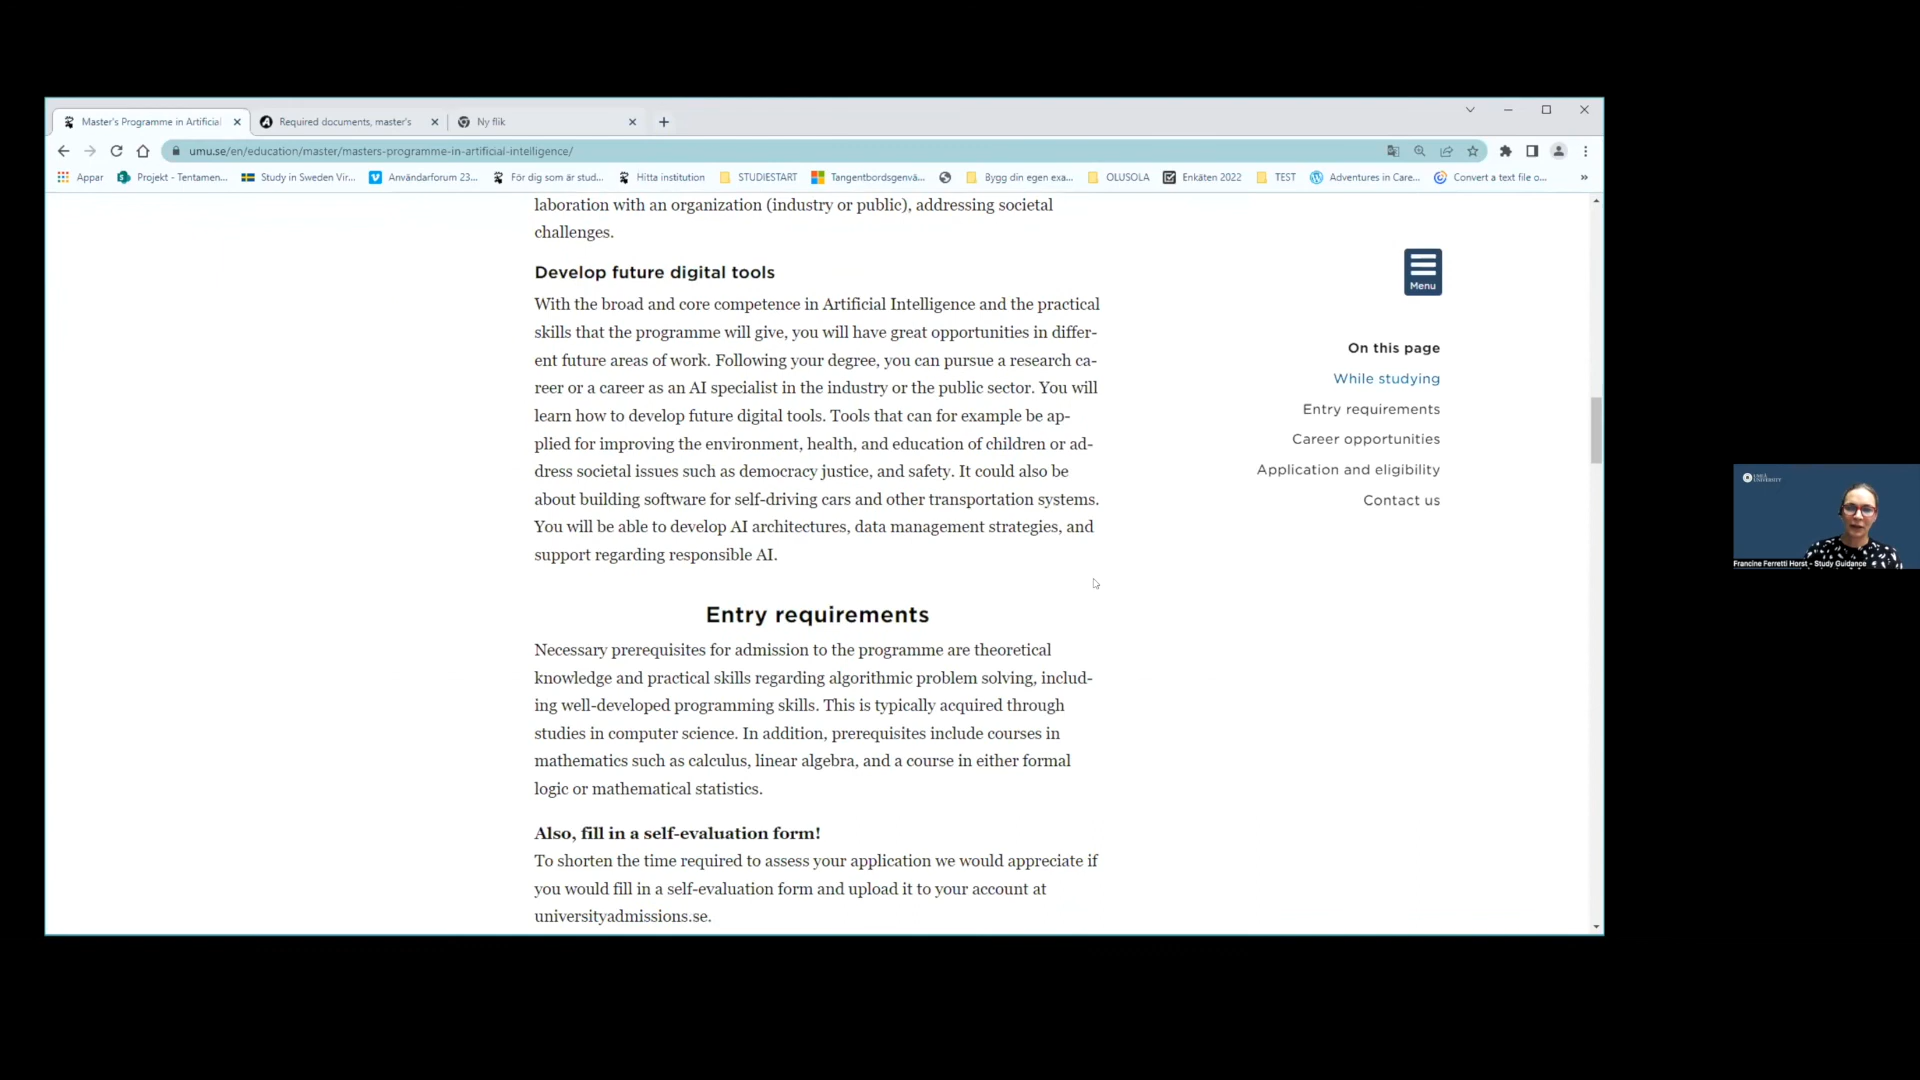 Master's Programme in Artificial
Required documents, master's
Ny flik
umu.se/en/education/master/masters-programme-in-artificial-intelligence/
Appar
Projekt - Tentamen...
Study in Sweden Vir...
Användarforum 23...
För dig som är stud...
Hitta institution
STUDIESTART
Tangentbordsgenvä...
Bygg din egen exa...
OLUSOLA
Enkäten 2022
TEST
Adventures in Care...
Convert a text file o...
»
laboration with an organization (industry or public), addressing societal
challenges.
Develop future digital tools
With the broad and core competence in Artificial Intelligence and the practical
skills that the programme will give, you will have great opportunities in differ-
ent future areas of work. Following your degree, you can pursue a research ca-
reer or a career as an AI specialist in the industry or the public sector. You will
learn how to develop future digital tools. Tools that can for example be ap-
plied for improving the environment, health, and education of children or ad-
dress societal issues such as democracy justice, and safety. It could also be
about building software for self-driving cars and other transportation systems.
You will be able to develop AI architectures, data management strategies, and
support regarding responsible AI.
Entry requirements
Necessary prerequisites for admission to the programme are theoretical
knowledge and practical skills regarding algorithmic problem solving, includ-
ing well-developed programming skills. This is typically acquired through
studies in computer science. In addition, prerequisites include courses in
mathematics such as calculus, linear algebra, and a course in either formal
logic or mathematical statistics.
Also, fill in a self-evaluation form!
To shorten the time required to assess your application we would appreciate if
you would fill in a self-evaluation form and upload it to your account at
universityadmissions.se.
Menu
On this page
While studying
Entry requirements
Career opportunities
Application and eligibility
Contact us
UMEÅ
UNIVERSITY
Francine Ferretti Horst - Study Guidance